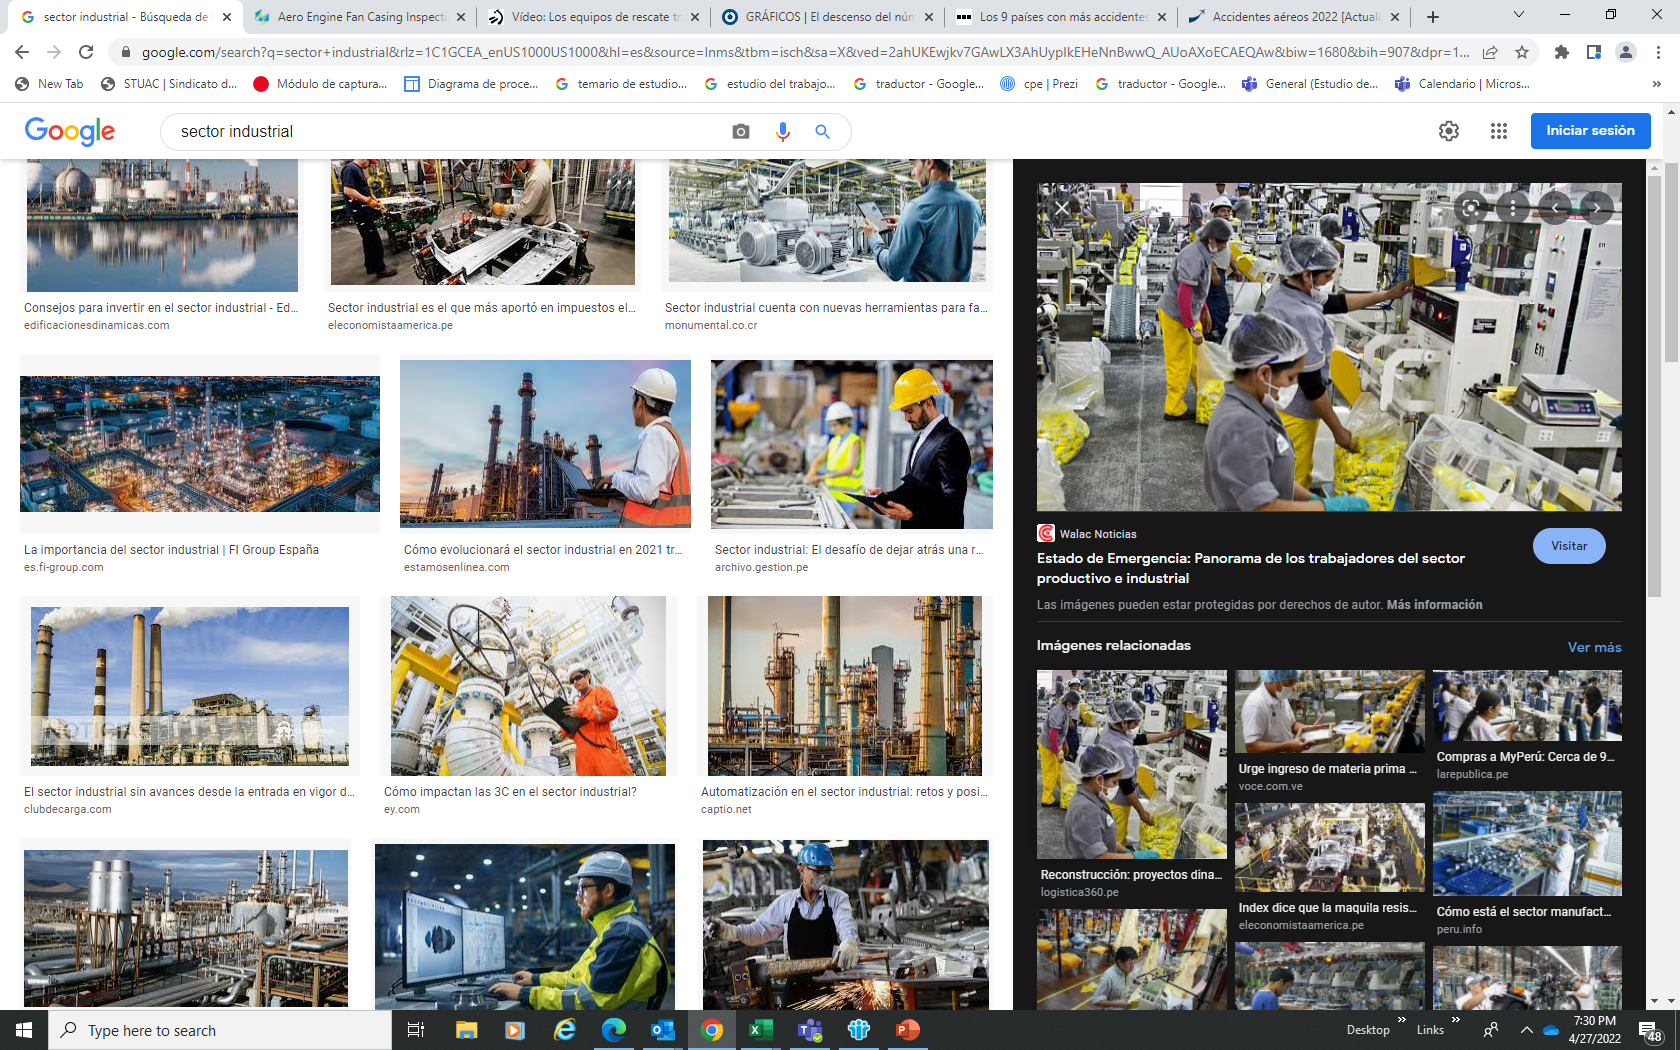 sector industrial - Búsqueda de
Aero Engine Fan Casing Inspecti
Vídeo: Los equipos de rescate tr
GRÁFICOS | El descenso del núm
Los 9 países con más accidentes
Accidentes aéreos 2022 [Actuali
google.com/search?q=sector+industrial&rlz=1C1GCEA_enUS1000US1000&hl=es&source=lnms&tbm=isch&sa=X&ved=2ahUKEwjkv7GAwLX3AhUypIkEHeNnBwwQ_AUoAXoECAEQAw&biw=1680&bih=907&dpr=1...
New Tab
STUAC | Sindicato d...
Módulo de captura...
Diagrama de proce...
temario de estudio...
estudio del trabajo...
traductor - Google...
cpe | Prezi
traductor - Google...
General (Estudio de...
Calendario | Micros...
»
Google
sector industrial
Iniciar sesión
Consejos para invertir en el sector industrial - Ed...
edificacionesdinamicas.com
Sector industrial es el que más aportó en impuestos el...
eleconomistaamerica.pe
Sector industrial cuenta con nuevas herramientas para fa...
monumental.co.cr
La importancia del sector industrial | FI Group España
es.fi-group.com
Cómo evolucionará el sector industrial en 2021 tr...
estamosenlinea.com
Sector industrial: El desafío de dejar atrás una r...
archivo.gestion.pe
El sector industrial sin avances desde la entrada en vigor d...
clubdecarga.com
Cómo impactan las 3C en el sector industrial?
ey.com
Automatización en el sector industrial: retos y posi...
captio.net
E11
Walac Noticias
Estado de Emergencia: Panorama de los trabajadores del sector
productivo e industrial
Visitar
Las imágenes pueden estar protegidas por derechos de autor. Más información
Imágenes relacionadas
Ver más
Reconstrucción: proyectos dina...
logistica360.pe
Urge ingreso de materia prima ...
voce.com.ve
Compras a MyPerú: Cerca de 9...
larepublica.pe
Index dice que la maquila resis...
eleconomistaamerica.pe
Cómo está el sector manufact...
peru.info
Type here to search
Desktop
»
Links
»
7:30 PM
4/27/2022
48